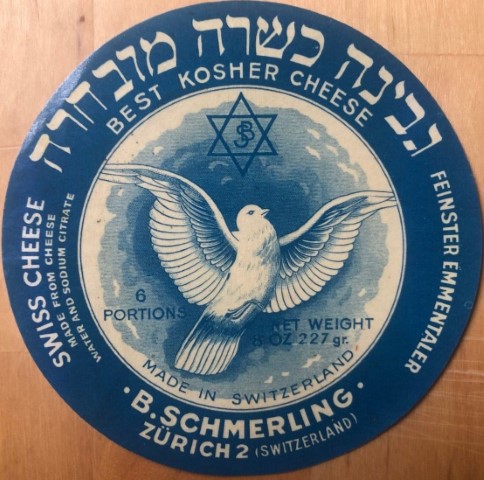 גבינה כשרה מובחרה
BEST KOSHER CHEESE
SB
SWISS CHEESE
MADE FROM CHEESE
WATER AND SODIUM CITRATE
FEINSTER EMMENTALER
6
PORTIONS
NET WEIGHT
8 OZ 227 gr.
MADE IN SWITZERLAND
· B. SCHMERLING ·
ZÜRICH 2 (SWITZERLAND)